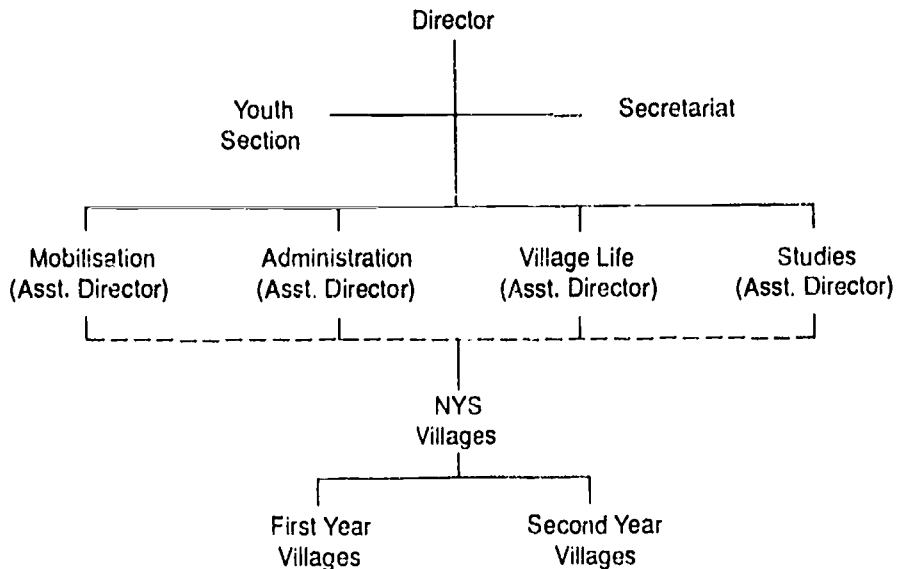 Director
Youth
Section
Secretariat
Mobilisation
(Asst. Director)
Administration
(Asst. Director)
Village Life
(Asst. Director)
Studies
(Asst. Director)
NYS
Villages
First Year
Villages
Second Year
Villages